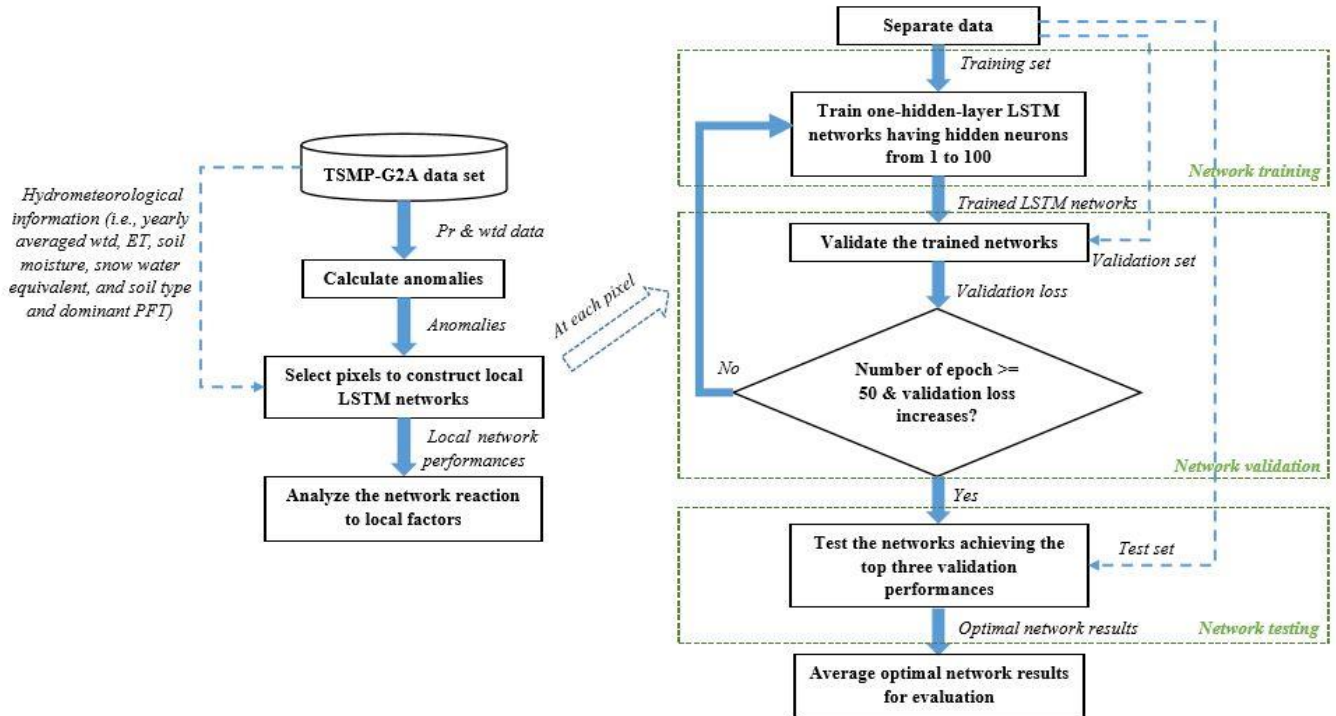 TSMP-G2A data set
Hydrometeorological
information (i.e., yearly
averaged wtd, ET, soil
moisture, snow water
equivalent, and soil type
and dominant PFT)
Pr & wtd data
Calculate anomalies
Anomalies
Select pixels to construct local
LSTM networks
Local network
performances
Analyze the network reaction
to local factors
At each pixel
Separate data
Training set
Train one-hidden-layer LSTM
networks having hidden neurons
from 1 to 100
Network training
Trained LSTM networks
Validate the trained networks
Validation set
Validation loss
No
Number of epoch >=
50 & validation loss
increases?
Network validation
Yes
Test the networks achieving the
top three validation
performances
Test set
Optimal network results
Network testing
Average optimal network results
for evaluation